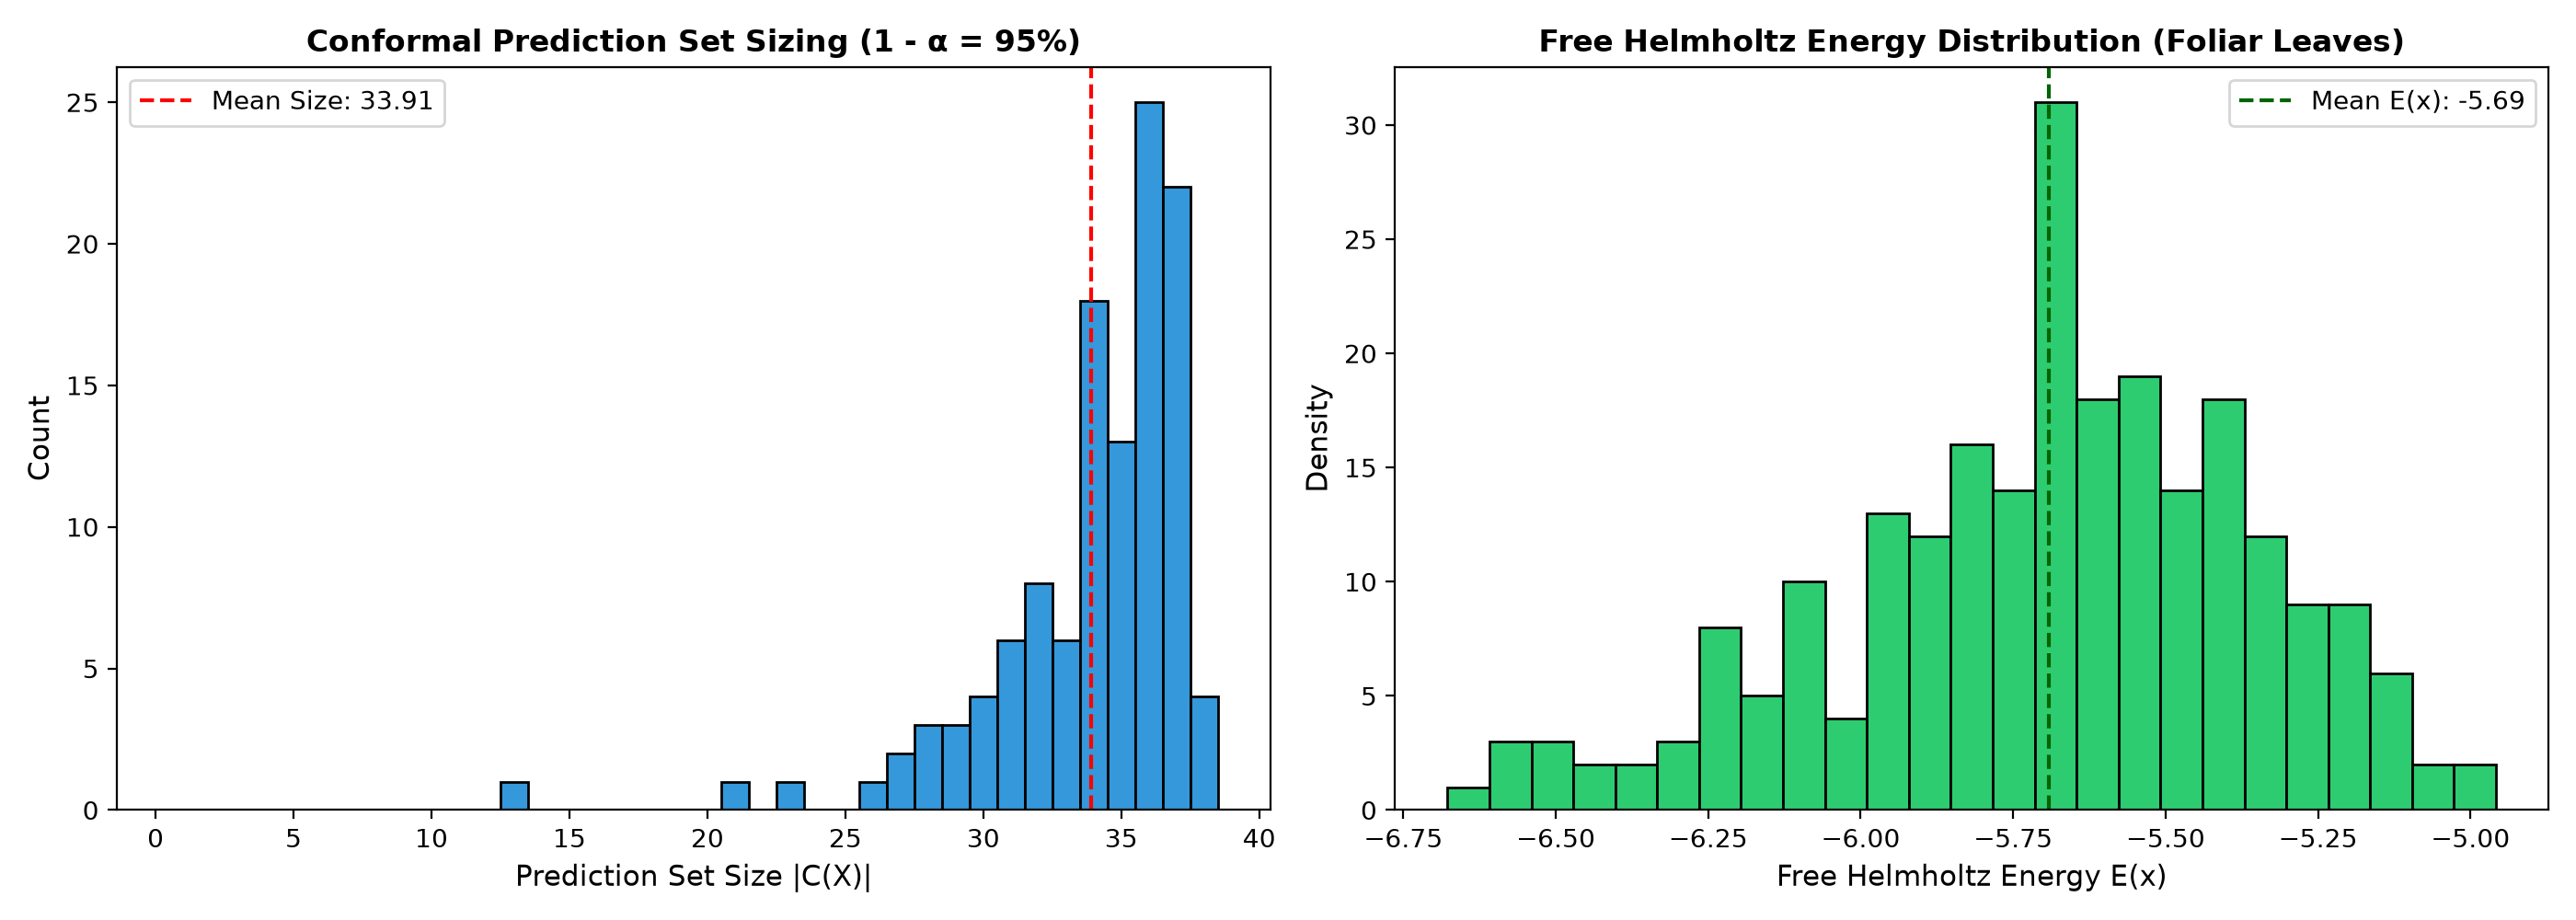 Conformal Prediction Set Sizing (1 - α = 95%)
Mean Size: 33.91
Count
25
20
15
10
5
0
0 5 10 15 20 25 30 35 40
Prediction Set Size |C(X)|
Free Helmholtz Energy Distribution (Foliar Leaves)
Mean E(x): -5.69
Density
30
25
20
15
10
5
0
−6.75 −6.50 −6.25 −6.00 −5.75 −5.50 −5.25 −5.00
Free Helmholtz Energy E(x)